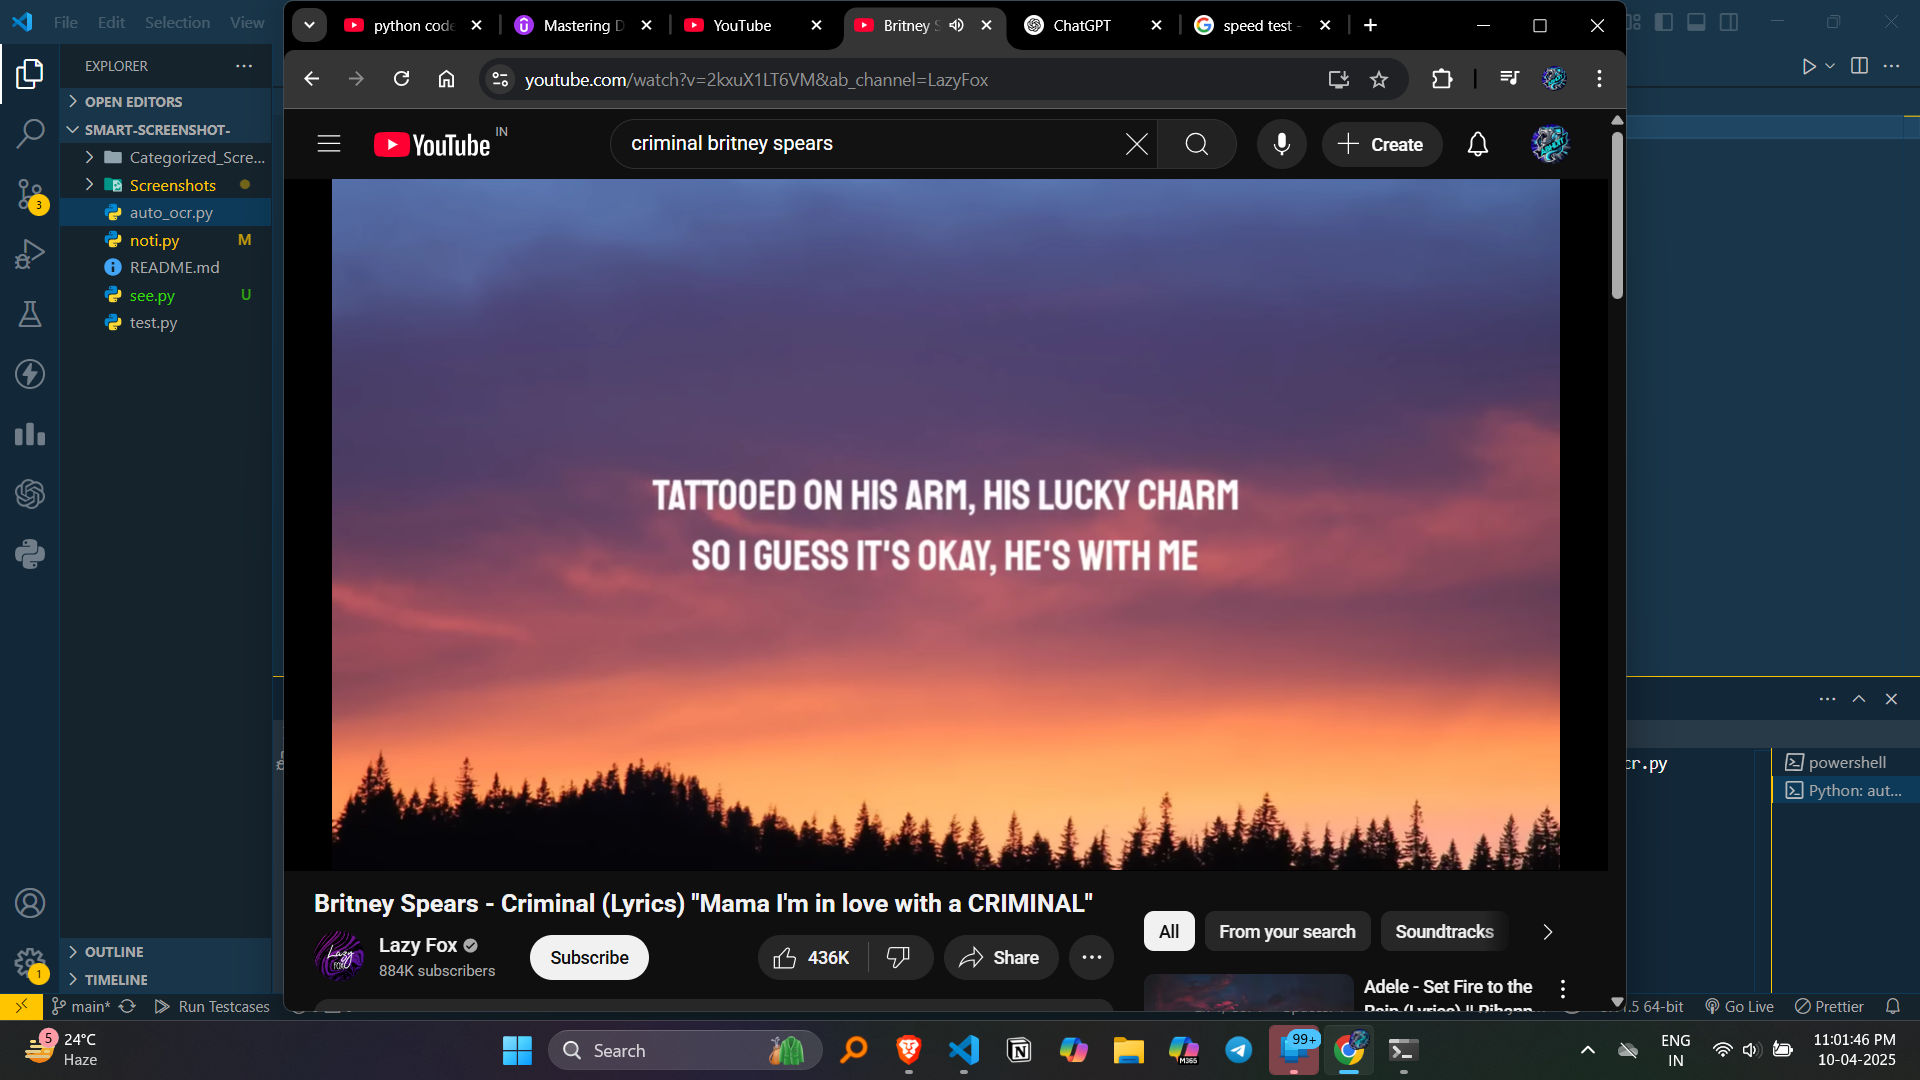 File Edit Selection View
python code
Mastering D
YouTube
Britney S
ChatGPT
speed test -
EXPLORER
youtube.com/watch?v=2kxuX1LT6VM&ab_channel=LazyFox
OPEN EDITORS
SMART-SCREENSHOT-
Categorized_Scre...
Screenshots
auto_ocr.py
noti.py M
README.md
see.py U
test.py
3
YouTube IN
criminal britney spears
Create
TATTOOED ON HIS ARM, HIS LUCKY CHARM
SO I GUESS IT'S OKAY, HE'S WITH ME
cr.py
powershell
Python: aut...
Britney Spears - Criminal (Lyrics) "Mama I'm in love with a CRIMINAL"
Lazy Fox
884K subscribers
Subscribe
436K
Share
All
From your search
Soundtracks
Adele - Set Fire to the
Rain (Lyrics) || Rihann...
OUTLINE
TIMELINE
1
main*
Run Testcases
64-bit
Go Live
Prettier
5
24°C
Haze
Search
M365
99+
ENG
IN
11:01:46 PM
10-04-2025